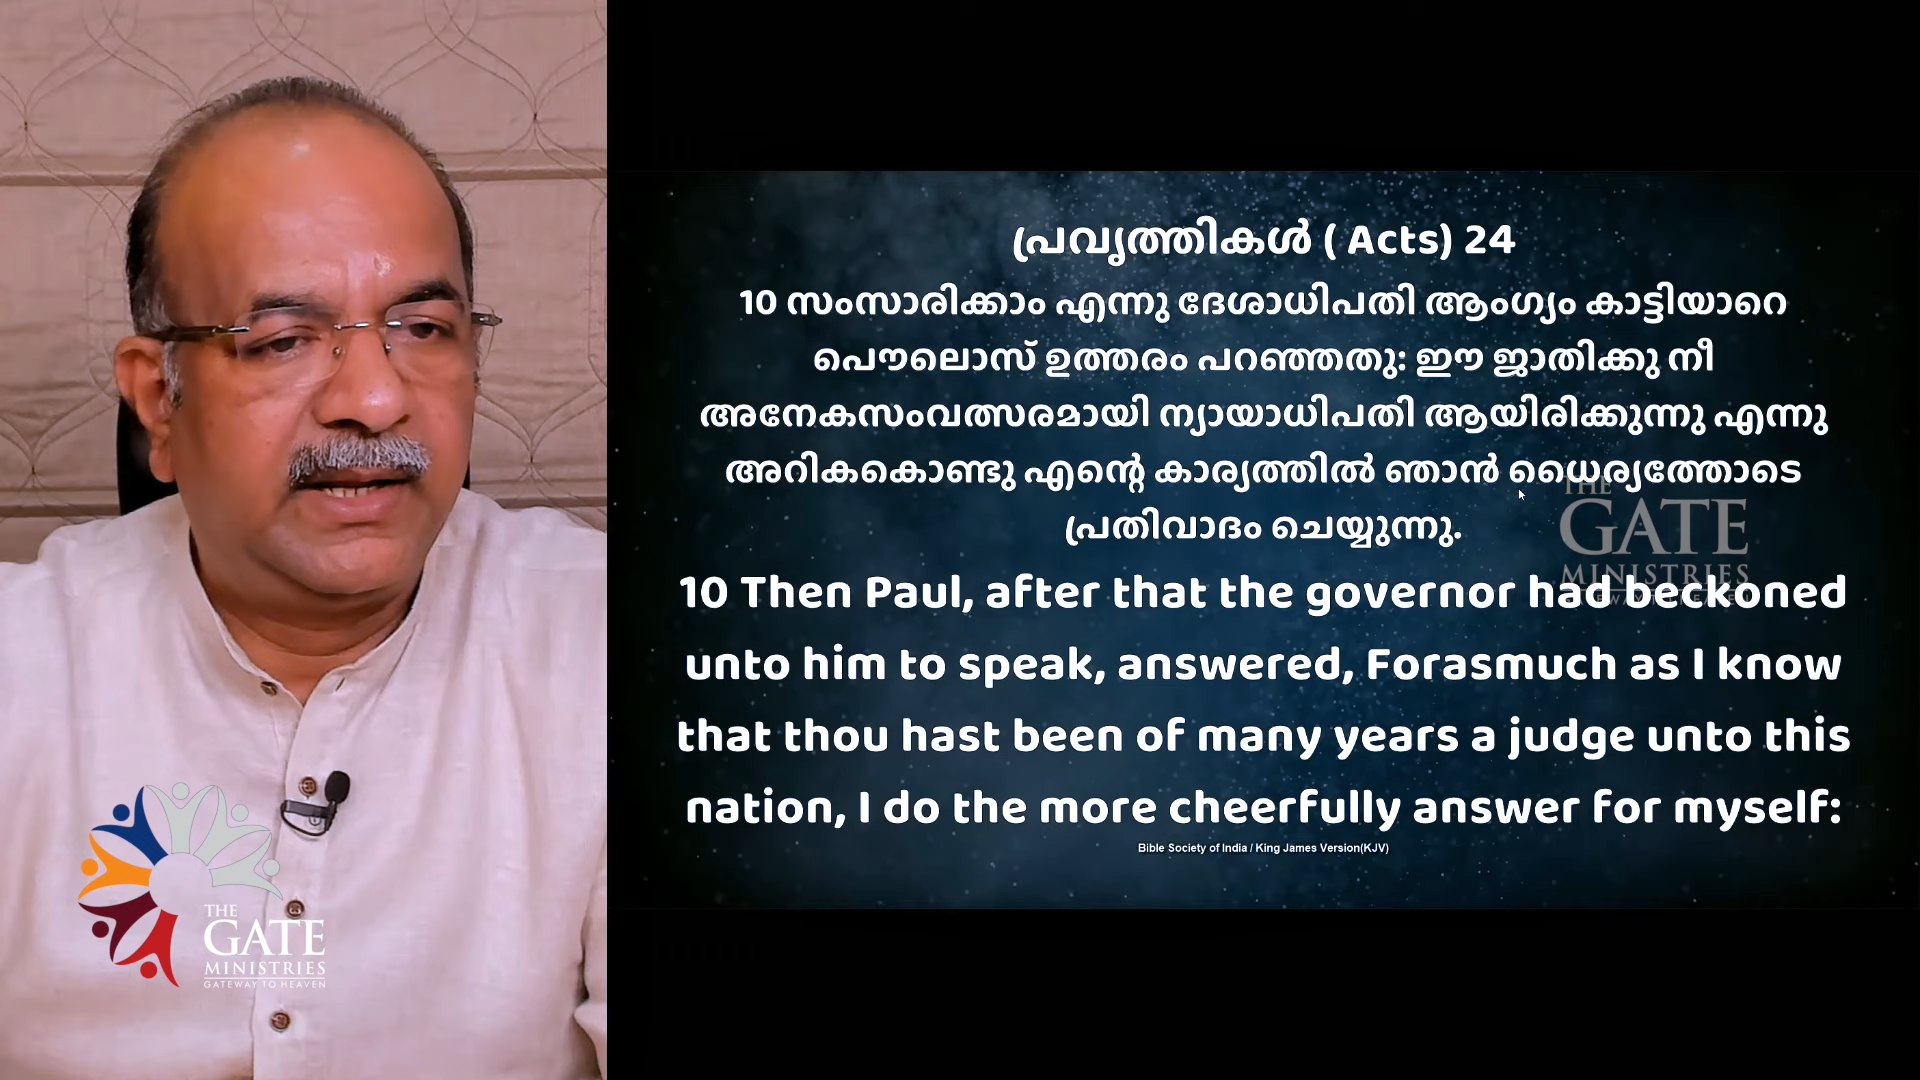 പ്രവൃത്തികൾ ( Acts) 24
10 സംസാരിക്കാം എന്നു ദേശാധിപതി ആംഗ്യം കാട്ടിയാറെ
പൌലൊസ് ഉത്തരം പറഞ്ഞതു: ഈ ജാതിക്കു നീ
അനേകസംവത്സരമായി ന്യായാധിപതി ആയിരിക്കുന്നു എന്നു
അറികകൊണ്ടു എന്റെ കാര്യത്തിൽ ഞാൻ ധൈര്യത്തോടെ
പ്രതിവാദം ചെയ്യുന്നു.
10 Then Paul, after that the governor had beckoned
unto him to speak, answered, Forasmuch as I know
that thou hast been of many years a judge unto this
nation, I do the more cheerfully answer for myself:
Bible Society of India / King James Version(KJV)
THE
GATE
MINISTRIES
THE
GATE
MINISTRIES
GATEWAY TO HEAVEN